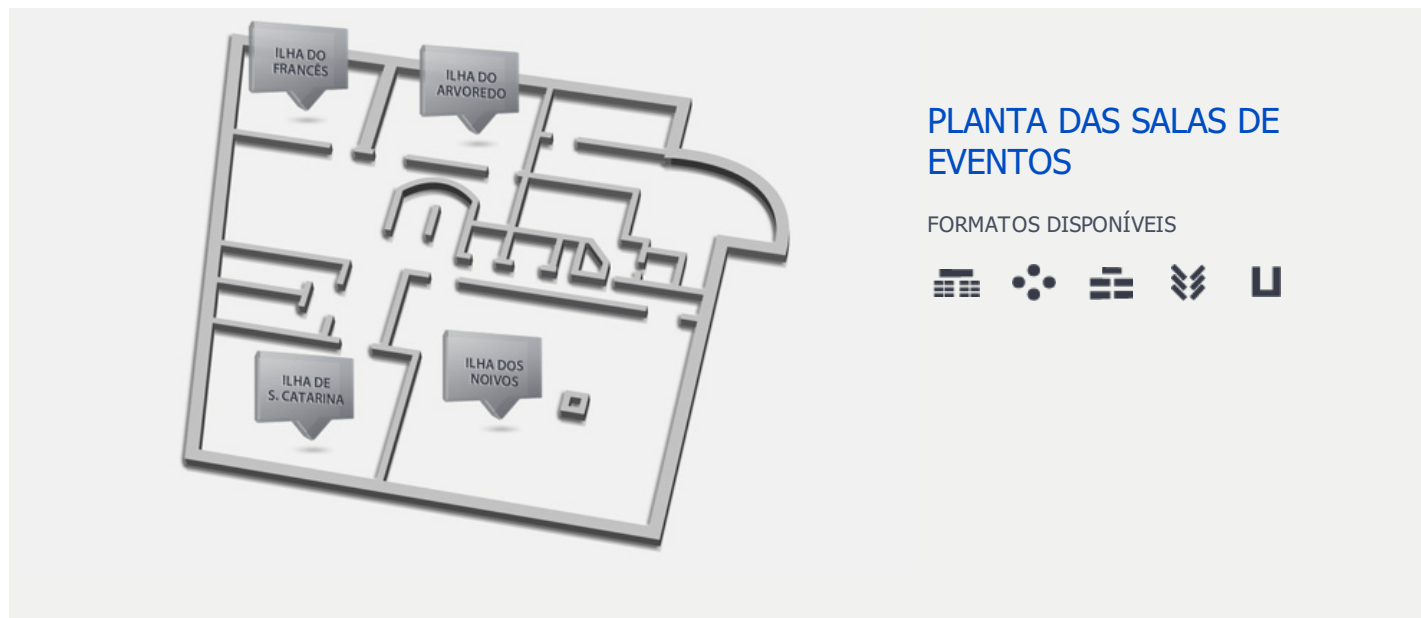 ILHA DO
FRANCÊS
ILHA DO
ARVOREDO
ILHA DE
S. CATARINA
ILHA DOS
NOIVOS
PLANTA DAS SALAS DE
EVENTOS
FORMATOS DISPONÍVEIS